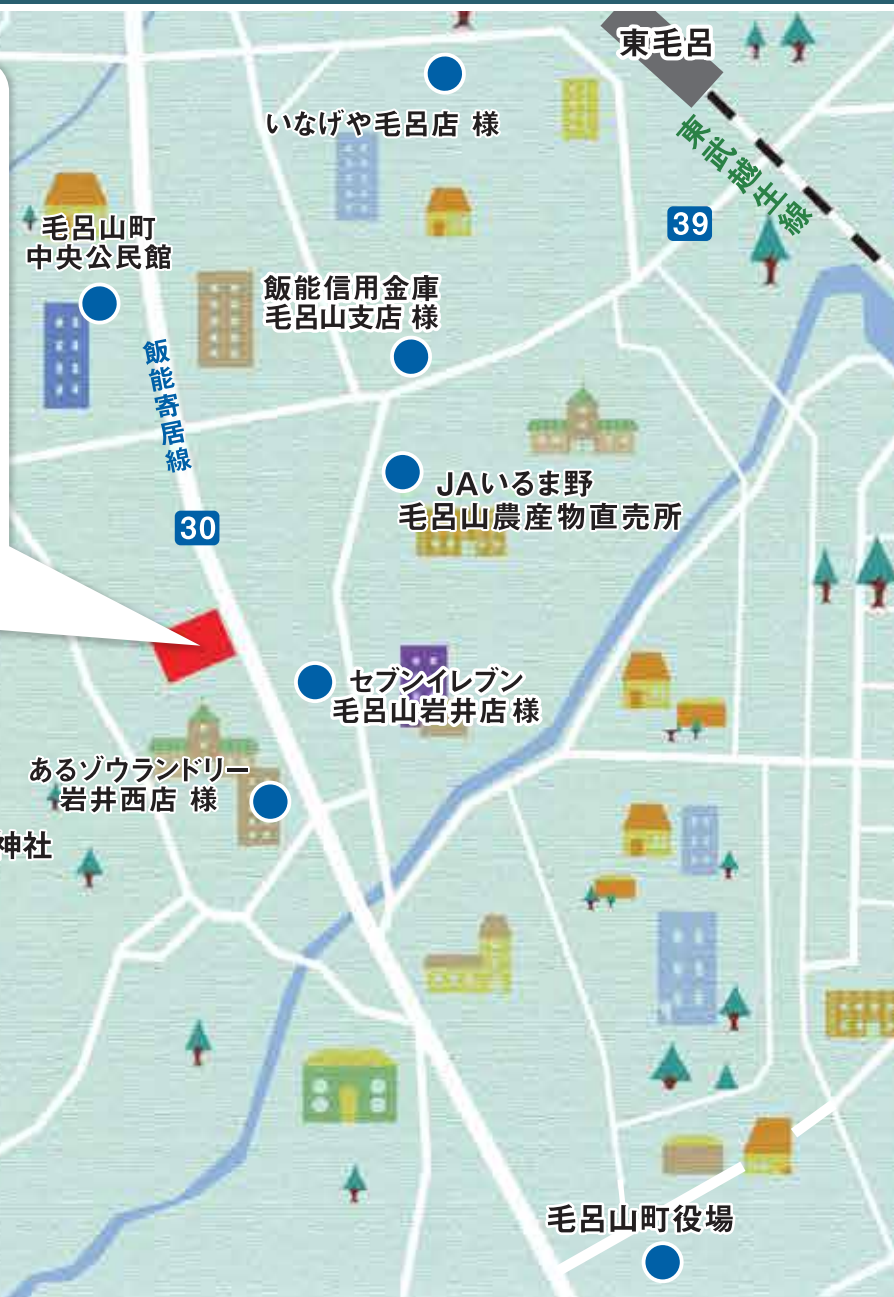 東毛呂
いなげや毛呂店 様
東武越生線
39
毛呂山町
中央公民館
飯能信用金庫
毛呂山支店 様
飯能寄居線
JAいるま野
毛呂山農産物直売所
30
セブンイレブン
毛呂山岩井店様
あるゾウランドリー
岩井西店 様
神社
毛呂山町役場